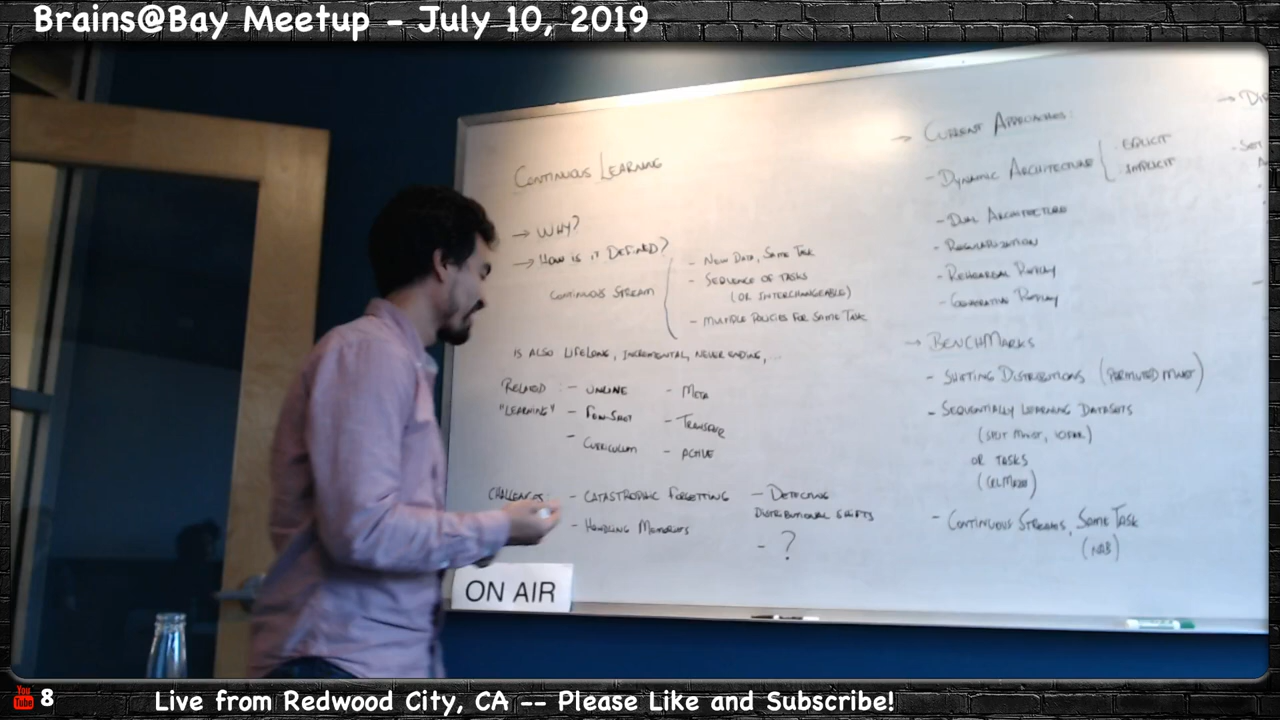 Brains@Bay Meetup - July 10, 2019
CONTINUOUS LEARNING
→ WHY?
→ HOW IS IT DEFINED?
CONTINUOUS STREAM
- NEW DATA, SAME TASK
- SEQUENCE OF TASKS
(OR INTERCHANGEABLE)
- MULTIPLE POLICIES FOR SAME TASK
IS ALSO LIFELONG, INCREMENTAL, NEVER ENDING, ...
RELATED : - ONLINE
"LEARNING" - FEW-SHOT
- CURRICULUM
- META
- TRANSFER
- ACTIVE
CHALLENGES - CATASTROPHIC FORGETTING
- HANDLING MEMORIES
- DETECTING
DISTRIBUTIONAL SHIFTS
- ?
→ CURRENT APPROACHES:
- DYNAMIC ARCHITECTURE
. EXPLICIT
. IMPLICIT
- DUAL ARCHITECTURE
- REGULARIZATION
- REHEARSAL REPLAY
- GENERATIVE REPLAY
→ BENCHMARKS
- SHIFTING DISTRIBUTIONS (PERMUTED MNIST)
- SEQUENTIALLY LEARNING DATASETS
(SPLIT MNIST, )
OR TASKS
- CONTINUOUS STREAMS, SAME TASK
(NAB)
→ DI
- SET
ON AIR
YouTube 8
Live from Redwood City, CA -- Please Like and Subscribe!